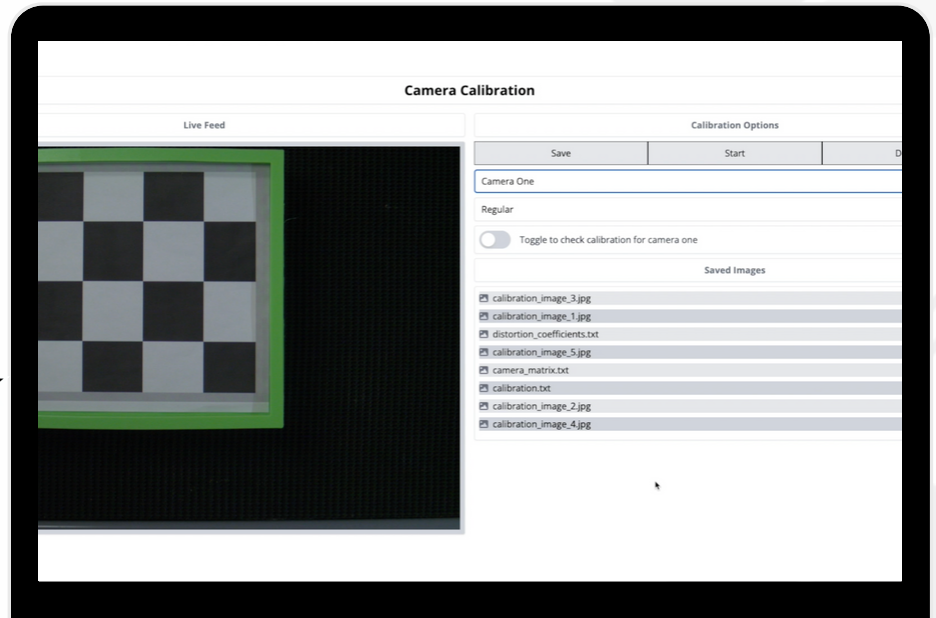 Camera Calibration
Live Feed
Calibration Options
Save
Start
D
Camera One
Regular
Toggle to check calibration for camera one
Saved Images
calibration_image_3.jpg
calibration_image_1.jpg
distortion_coefficients.txt
calibration_image_5.jpg
camera_matrix.txt
calibration.txt
calibration_image_2.jpg
calibration_image_4.jpg